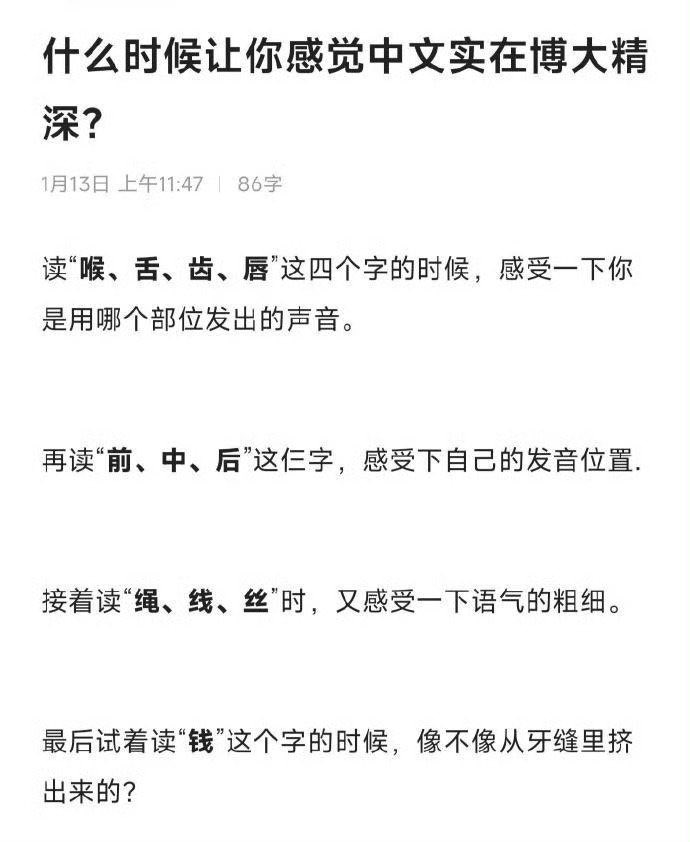 什么时候让你感觉中文实在博大精
深?
1月13日 上午11:47 | 86字
读“喉、舌、齿、唇”这四个字的时候，感受一下你
是用哪个部位发出的声音。
再读“前、中、后”这仨字，感受下自己的发音位置.
接着读“绳、线、丝”时，又感受一下语气的粗细。
最后试着读“钱”这个字的时候，像不像从牙缝里挤
出来的?